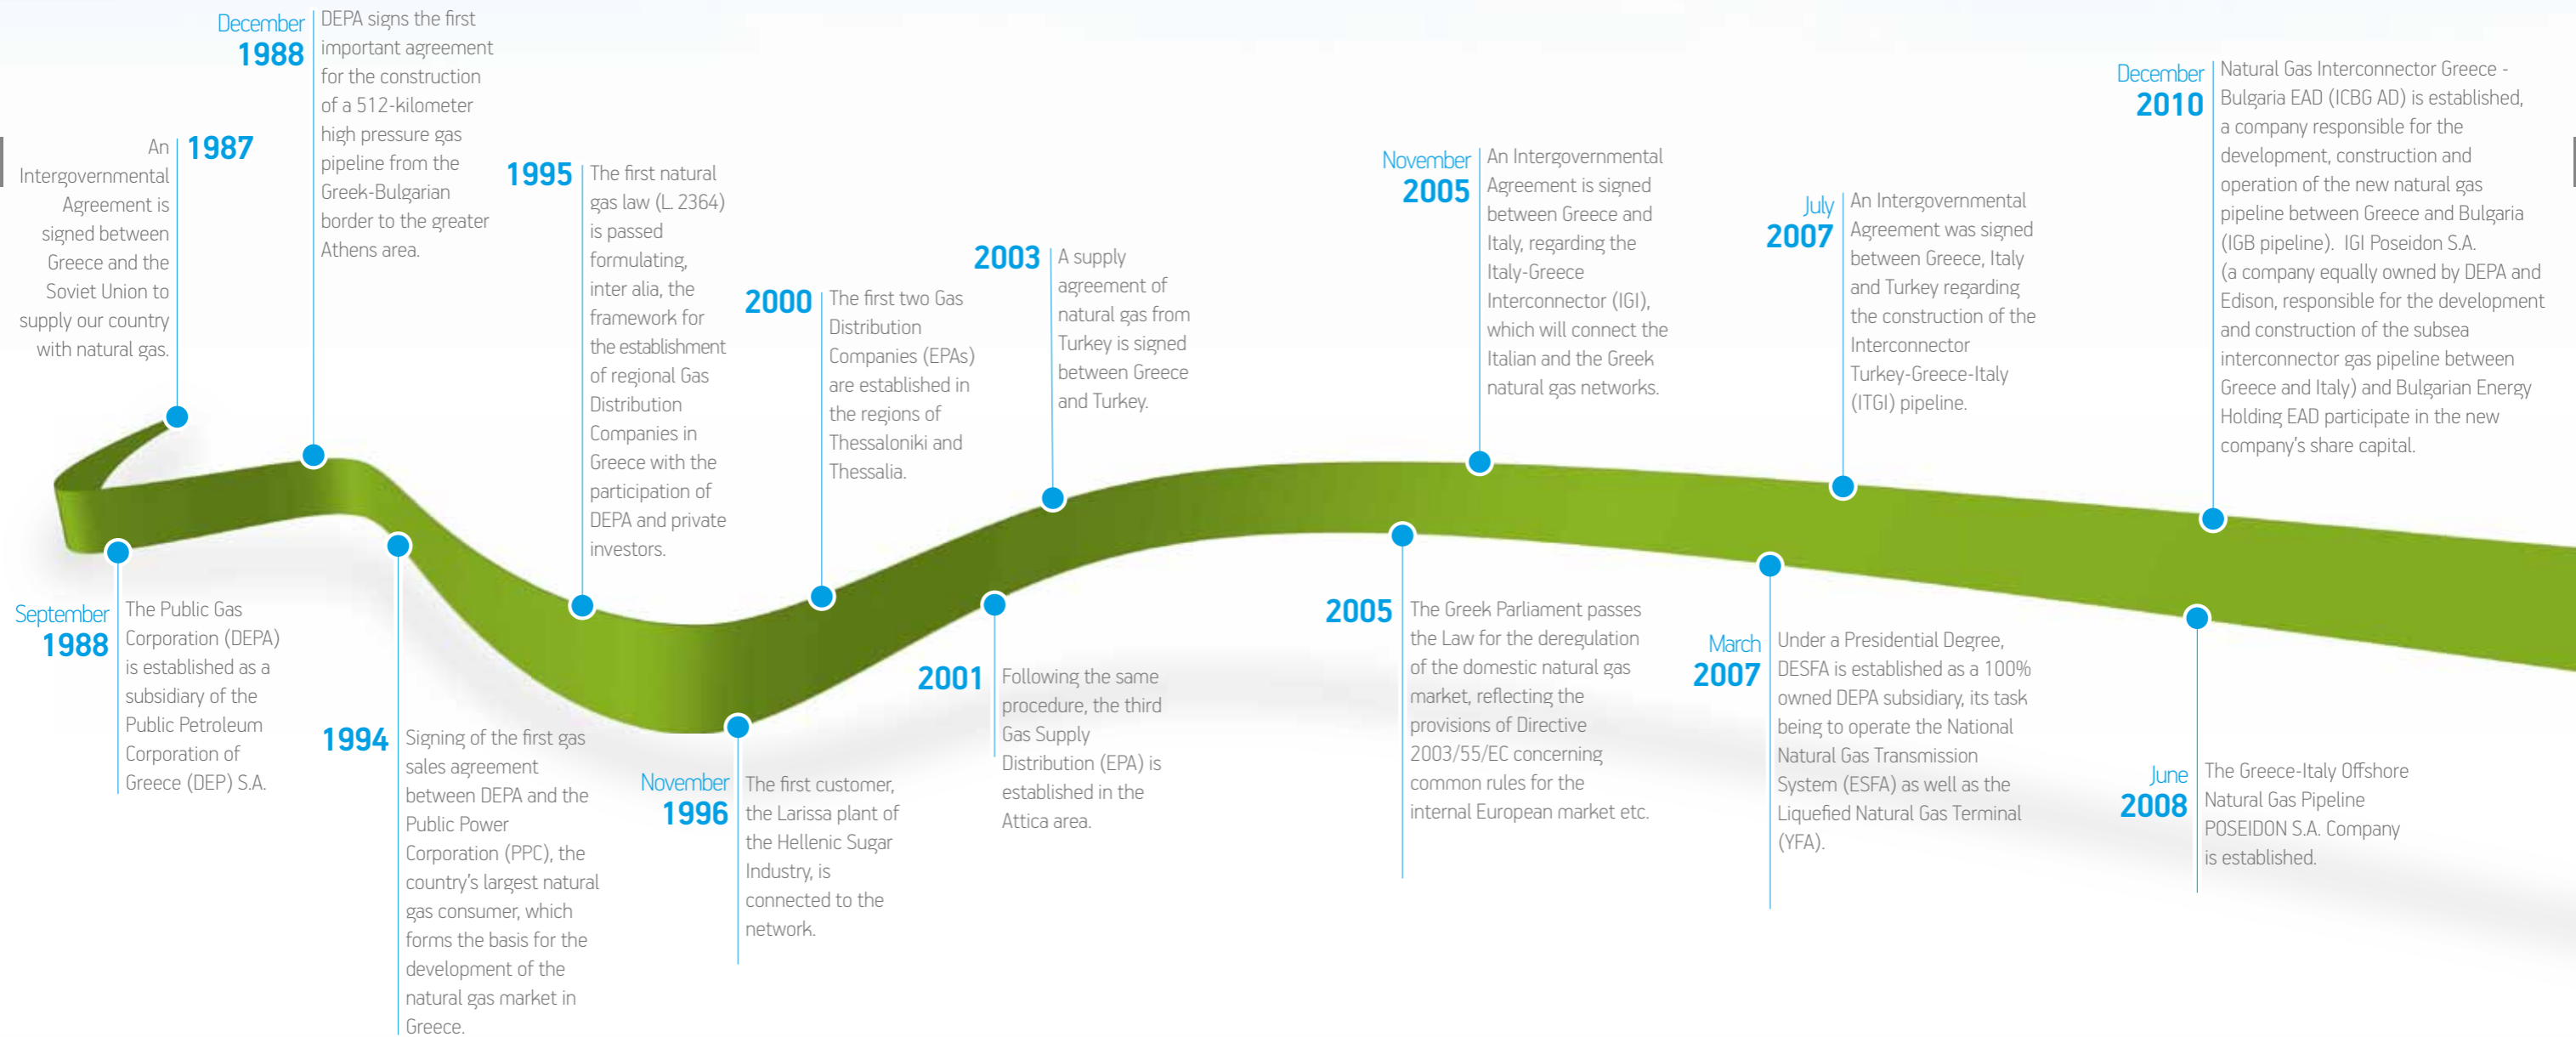 An
Intergovernmental
Agreement is
signed between
Greece and the
Soviet Union to
supply our country
with natural gas.
1987
September
1988
The Public Gas
Corporation (DEPA)
is established as a
subsidiary of the
Public Petroleum
Corporation of
Greece (DEP) S.A.
December
1988
DEPA signs the first
important agreement
for the construction
of a 512-kilometer
high pressure gas
pipeline from the
Greek-Bulgarian
border to the greater
Athens area.
1994
Signing of the first gas
sales agreement
between DEPA and the
Public Power
Corporation (PPC), the
country's largest natural
gas consumer, which
forms the basis for the
development of the
natural gas market in
Greece.
1995
The first natural
gas law (L. 2364)
is passed
formulating,
inter alia, the
framework for
the establishment
of regional Gas
Distribution
Companies in
Greece with the
participation of
DEPA and private
investors.
November
1996
The first customer,
the Larissa plant of
the Hellenic Sugar
Industry, is
connected to the
network.
2000
The first two Gas
Distribution
Companies (EPAs)
are established in
the regions of
Thessaloniki and
Thessalia.
2001
Following the same
procedure, the third
Gas Supply
Distribution (EPA) is
established in the
Attica area.
2003
A supply
agreement of
natural gas from
Turkey is signed
between Greece
and Turkey.
2005
The Greek Parliament passes
the Law for the deregulation
of the domestic natural gas
market, reflecting the
provisions of Directive
2003/55/EC concerning
common rules for the
internal European market etc.
November
2005
An Intergovernmental
Agreement is signed
between Greece and
Italy, regarding the
Italy-Greece
Interconnector (IGI),
which will connect the
Italian and the Greek
natural gas networks.
March
2007
Under a Presidential Degree,
DESFA is established as a 100%
owned DEPA subsidiary, its task
being to operate the National
Natural Gas Transmission
System (ESFA) as well as the
Liquefied Natural Gas Terminal
(YFA).
July
2007
An Intergovernmental
Agreement was signed
between Greece, Italy
and Turkey regarding
the construction of the
Interconnector
Turkey-Greece-Italy
(ITGI) pipeline.
June
2008
The Greece-Italy Offshore
Natural Gas Pipeline
POSEIDON S.A. Company
is established.
December
2010
Natural Gas Interconnector Greece -
Bulgaria EAD (ICBG AD) is established,
a company responsible for the
development, construction and
operation of the new natural gas
pipeline between Greece and Bulgaria
(IGB pipeline). IGI Poseidon S.A.
(a company equally owned by DEPA and
Edison, responsible for the development
and construction of the subsea
interconnector gas pipeline between
Greece and Italy) and Bulgarian Energy
Holding EAD participate in the new
company's share capital.